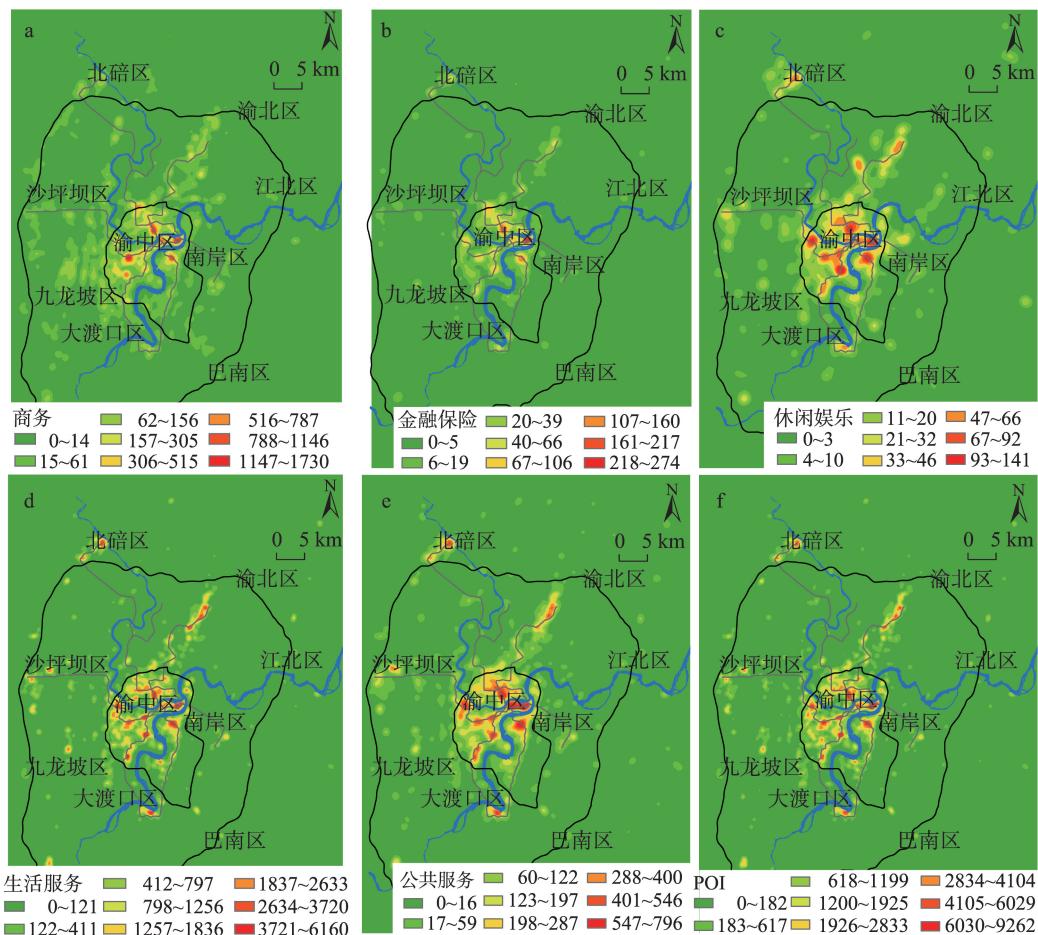 a
N
0 5 km
北碚区
渝北区
沙坪坝区
江北区
渝中区
南岸区
九龙坡区
大渡口区
巴南区
商务
0~14
15~61
62~156
157~305
306~515
516~787
788~1146
1147~1730
b
N
0 5 km
北碚区
渝北区
沙坪坝区
江北区
渝中区
南岸区
九龙坡区
大渡口区
巴南区
金融保险
0~5
6~19
20~39
40~66
67~106
107~160
161~217
218~274
c
N
0 5 km
北碚区
渝北区
沙坪坝区
江北区
渝中区
南岸区
九龙坡区
大渡口区
巴南区
休闲娱乐
0~3
4~10
11~20
21~32
33~46
47~66
67~92
93~141
d
N
0 5 km
北碚区
渝北区
沙坪坝区
江北区
渝中区
南岸区
九龙坡区
大渡口区
巴南区
生活服务
0~121
122~411
412~797
798~1256
1257~1836
1837~2633
2634~3720
3721~6160
e
N
0 5 km
北碚区
渝北区
沙坪坝区
江北区
渝中区
南岸区
九龙坡区
大渡口区
巴南区
公共服务
0~16
17~59
60~122
123~197
198~287
288~400
401~546
547~796
f
N
0 5 km
北碚区
渝北区
沙坪坝区
江北区
渝中区
南岸区
九龙坡区
大渡口区
巴南区
POI
0~182
183~617
618~1199
1200~1925
1926~2833
2834~4104
4105~6029
6030~9262